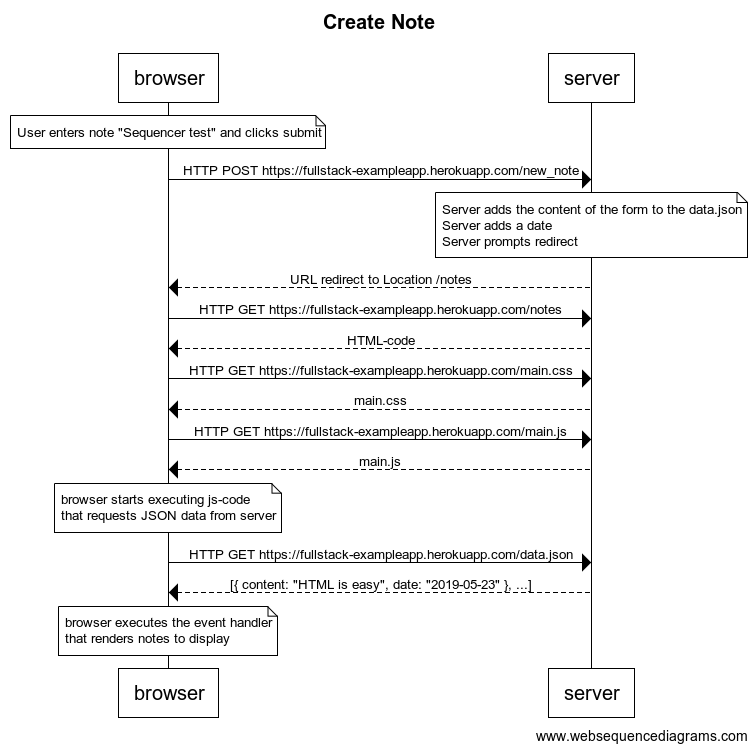 Create Note
browser
server
User enters note "Sequencer test" and clicks submit
HTTP POST https://fullstack-exampleapp.herokuapp.com/new_note
Server adds the content of the form to the data.json
Server adds a date
Server prompts redirect
URL redirect to Location /notes
HTTP GET https://fullstack-exampleapp.herokuapp.com/notes
HTML-code
HTTP GET https://fullstack-exampleapp.herokuapp.com/main.css
main.css
HTTP GET https://fullstack-exampleapp.herokuapp.com/main.js
main.js
browser starts executing js-code
that requests JSON data from server
HTTP GET https://fullstack-exampleapp.herokuapp.com/data.json
[{ content: "HTML is easy", date: "2019-05-23" }, ...]
browser executes the event handler
that renders notes to display
browser
server
www.websequencediagrams.com